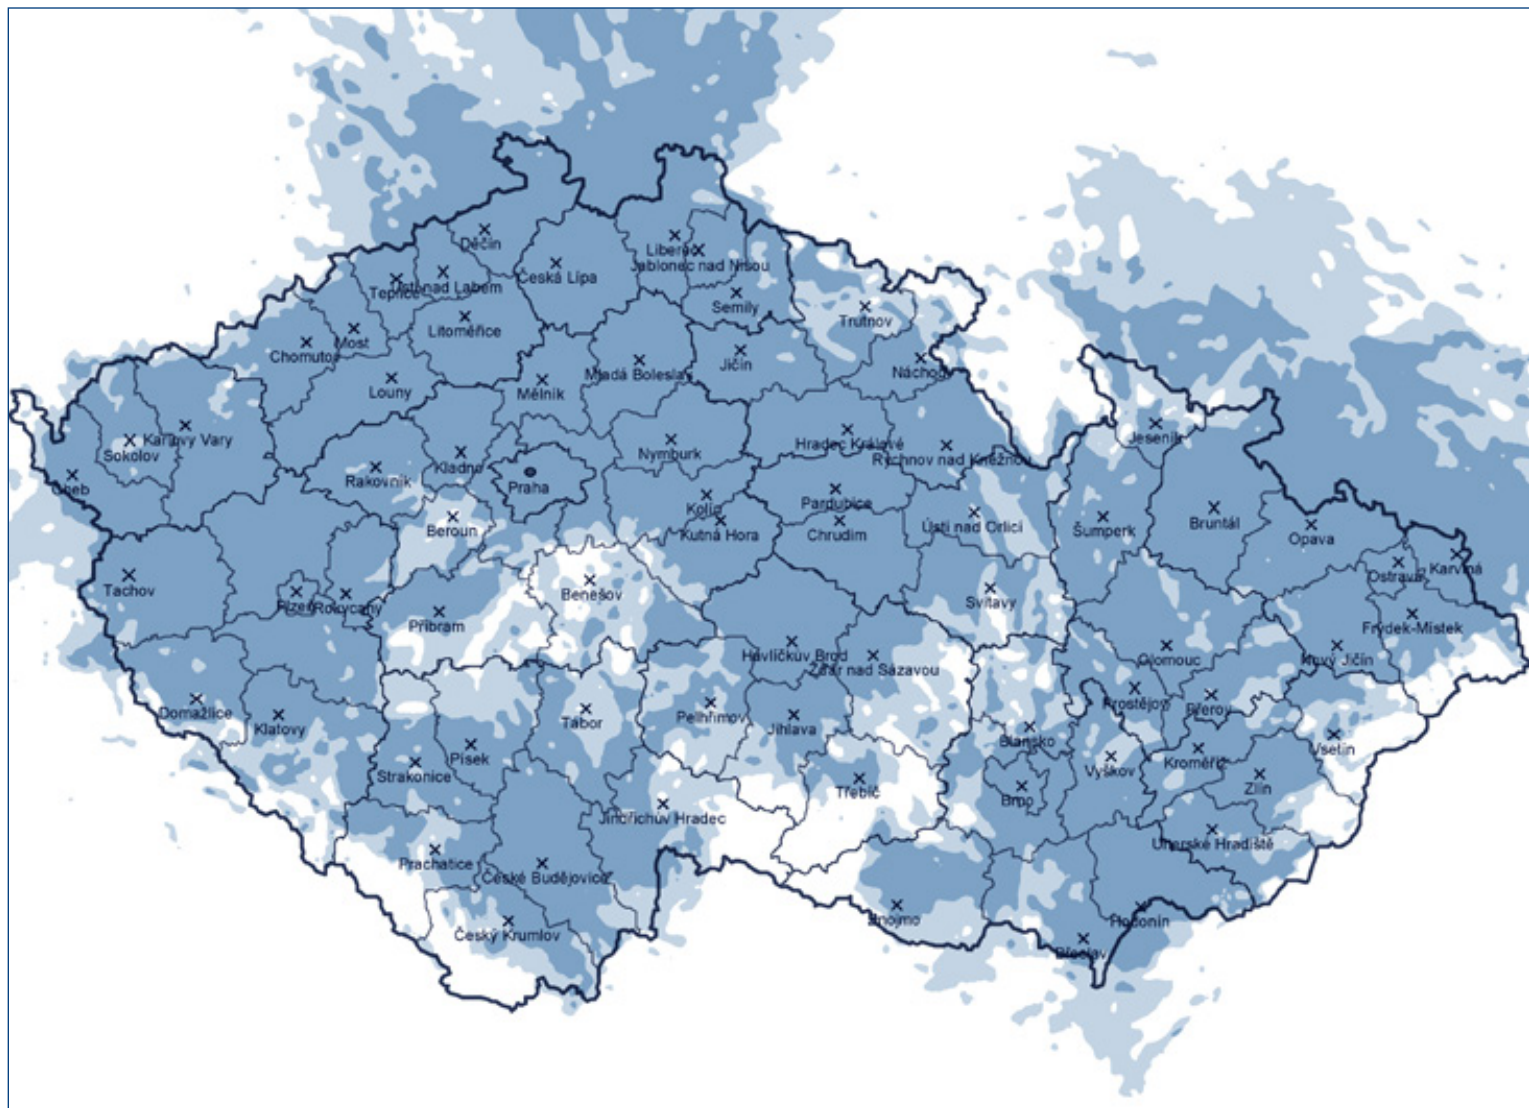 Děčín
Liberec
Jablonec nad Nisou
Česká Lípa
Ústí nad Labem
Teplice
Semily
Trutnov
Litoměřice
Most
Chomutov
Jičín
Náchod
Mladá Boleslav
Louny
Mělník
Karlovy Vary
Sokolov
Hradec Králové
Jeseník
Nymburk
Rychnov nad Kněžnou
Kladno
Rakovník
Cheb
Praha
Pardubice
Kolín
Beroun
Ústí nad Orlicí
Šumperk
Bruntál
Kutná Hora
Chrudim
Opava
Karviná
Ostrava
Tachov
Benešov
Svitavy
Plzeň
Rokycany
Příbram
Frýdek-Místek
Havlíčkův Brod
Olomouc
Nový Jičín
Žďár nad Sázavou
Prostějov
Přerov
Domažlice
Klatovy
Tábor
Pelhřimov
Jihlava
Blansko
Vsetín
Písek
Strakonice
Vyškov
Kroměříž
Třebíč
Brno
Zlín
Jindřichův Hradec
Uherské Hradiště
Prachatice
České Budějovice
Znojmo
Hodonín
Český Krumlov
Břeclav